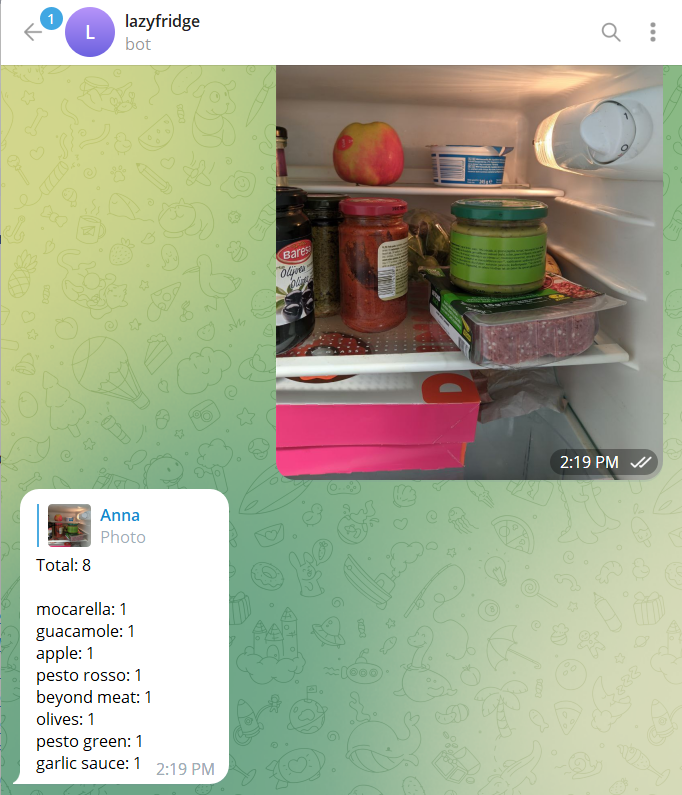 1
L
lazyfridge
bot
Baresa
Oliven
2:19 PM
Anna
Photo
Total: 8
mocarella: 1
guacamole: 1
apple: 1
pesto rosso: 1
beyond meat: 1
olives: 1
pesto green: 1
garlic sauce: 1
2:19 PM